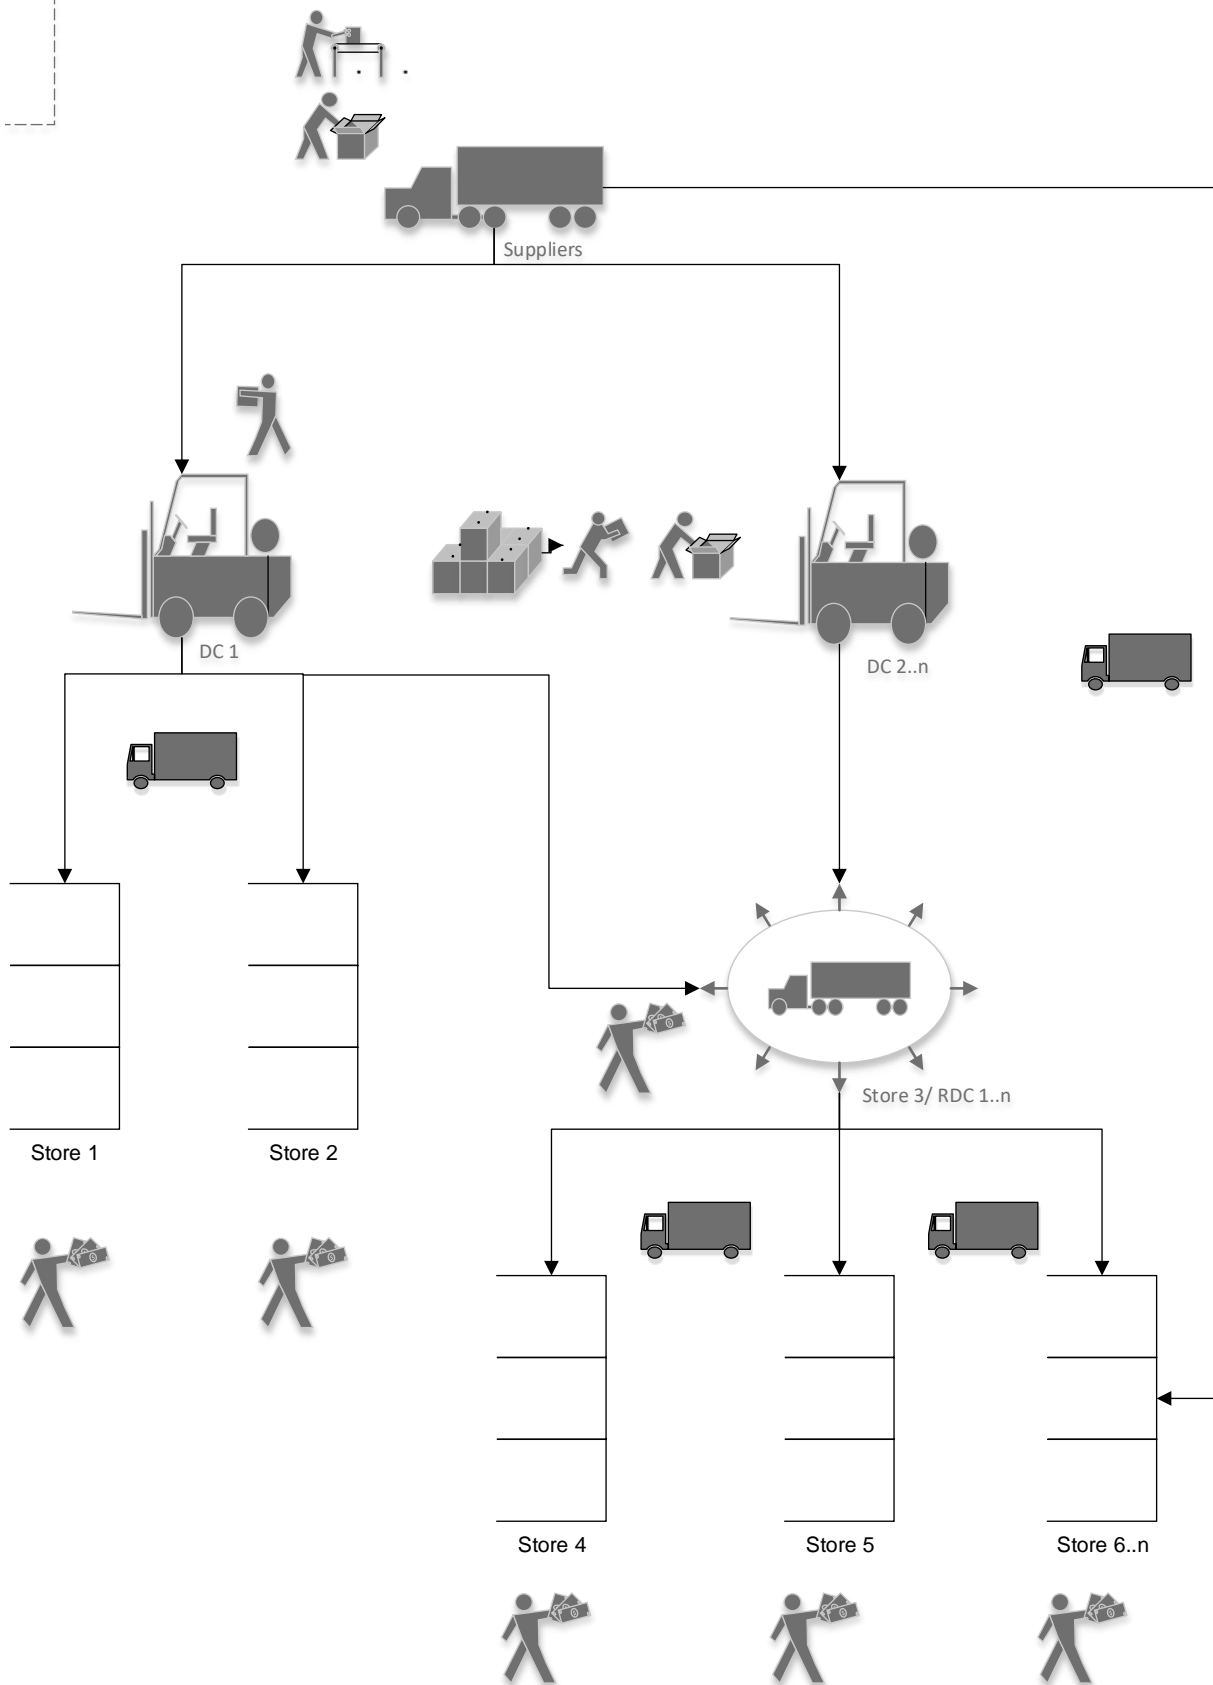 Suppliers
DC 1
DC 2..n
Store 3/ RDC 1..n
Store 1
Store 2
Store 4
Store 5
Store 6..n